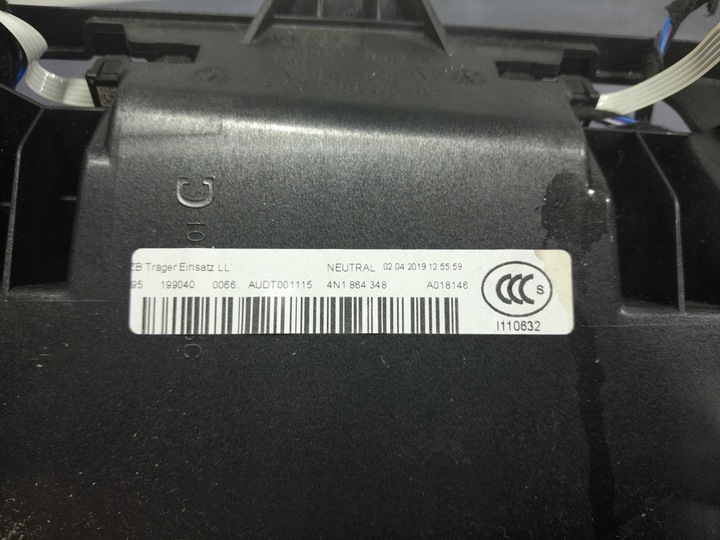 ZB Träger Einsatz LL NEUTRAL 02.04.2019 12:55:59
95 199040 0066 AUDT001115 4N1 864 348 A018146
CCC S
I110632